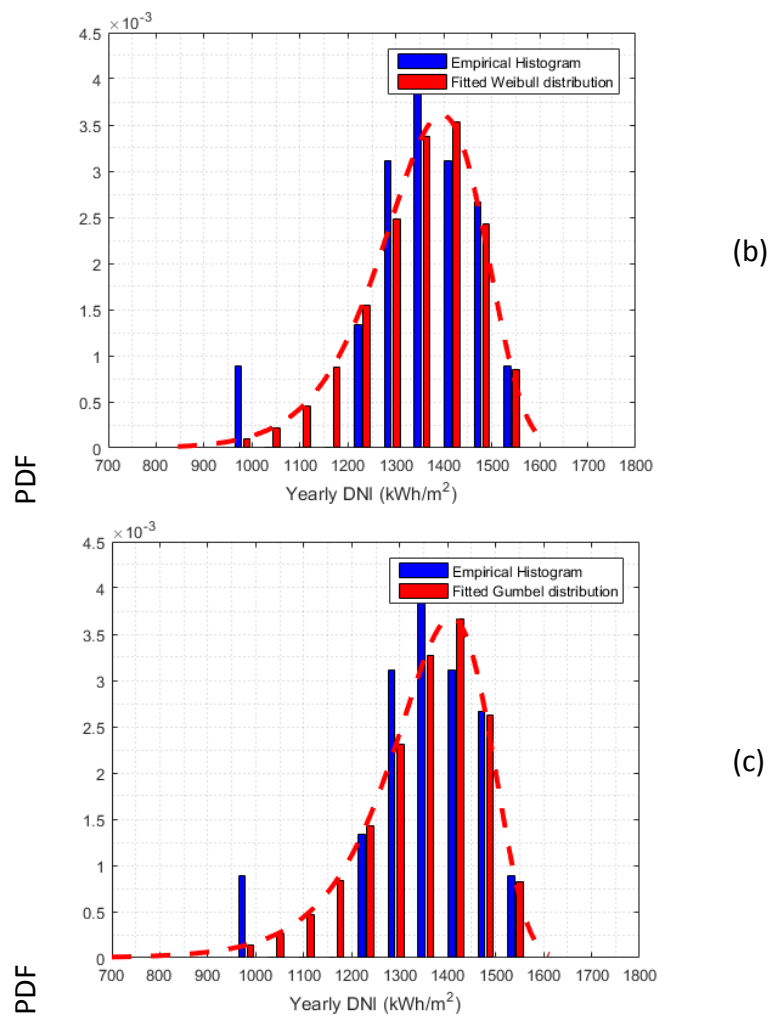 ×10⁻³
4.5
4
3.5
3
2.5
2
1.5
1
0.5
0
Empirical Histogram
Fitted Weibull distribution
(b)
700 800 900 1000 1100 1200 1300 1400 1500 1600 1700 1800
Yearly DNI (kWh/m²)
PDF
×10⁻³
4.5
4
3.5
3
2.5
2
1.5
1
0.5
0
Empirical Histogram
Fitted Gumbel distribution
(c)
700 800 900 1000 1100 1200 1300 1400 1500 1600 1700 1800
Yearly DNI (kWh/m²)
PDF